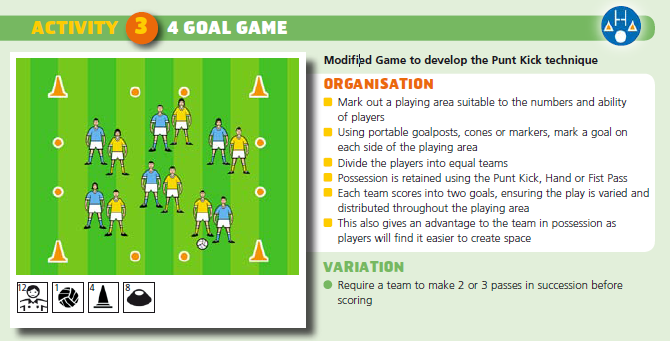 ACTIVITY 3 4 GOAL GAME
Modified Game to develop the Punt Kick technique
ORGANISATION
Mark out a playing area suitable to the numbers and ability
of players
Using portable goalposts, cones or markers, mark a goal on
each side of the playing area
Divide the players into equal teams
Possession is retained using the Punt Kick, Hand or Fist Pass
Each team scores into two goals, ensuring the play is varied and
distributed throughout the playing area
This also gives an advantage to the team in possession as
players will find it easier to create space
12 1 4 8
VARIATION
Require a team to make 2 or 3 passes in succession before
scoring